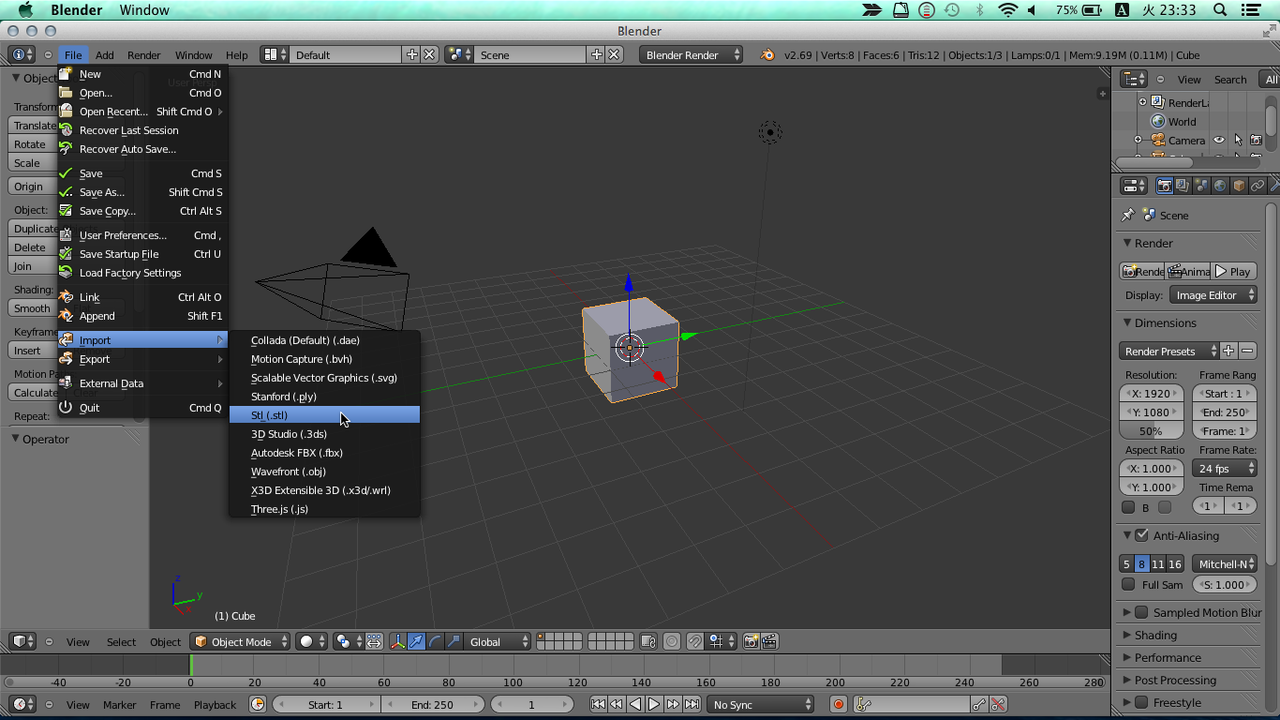 Blender Window 75% A 火 23:33
Blender
File Add Render Window Help Default Scene Blender Render v2.69 | Verts:8 | Faces:6 | Tris:12 | Objects:1/3 | Lamps:0/1 | Mem:9.19M (0.11M) | Cube
New Cmd N
Open... Cmd O
Open Recent... Shift Cmd O
Recover Last Session
Recover Auto Save...
Save Cmd S
Save As... Shift Cmd S
Save Copy... Ctrl Alt S
User Preferences... Cmd ,
Save Startup File Ctrl U
Load Factory Settings
Link Ctrl Alt O
Append Shift F1
Import
Export
External Data
Quit Cmd Q
Collada (Default) (.dae)
Motion Capture (.bvh)
Scalable Vector Graphics (.svg)
Stanford (.ply)
Stl (.stl)
3D Studio (.3ds)
Autodesk FBX (.fbx)
Wavefront (.obj)
X3D Extensible 3D (.x3d/.wrl)
Three.js (.js)
Objec
Transform
Translate
Rotate
Scale
Origin
Object:
Duplicate
Delete
Join
Shading:
Smooth
Keyframe
Insert
Motion Pa
Calculate
Repeat:
Operator
z
y
(1) Cube
View Search All
RenderLa
World
Camera
Scene
Render
Rende Anima Play
Display: Image Editor
Dimensions
Render Presets
Resolution: Frame Rang
X: 1920 Start: 1
Y: 1080 End: 250
50% Frame: 1
Aspect Ratio Frame Rate:
X: 1.000 24 fps
Y: 1.000 Time Rema
B 1 1
Anti-Aliasing
5 8 11 16 Mitchell-N
Full Sam S: 1.000
Sampled Motion Blur
Shading
Performance
Post Processing
Freestyle
View Select Object Object Mode Global
-40 -20 0 20 40 60 80 100 120 140 160 180 200 220 240 260 280
View Marker Frame Playback Start: 1 End: 250 1 No Sync